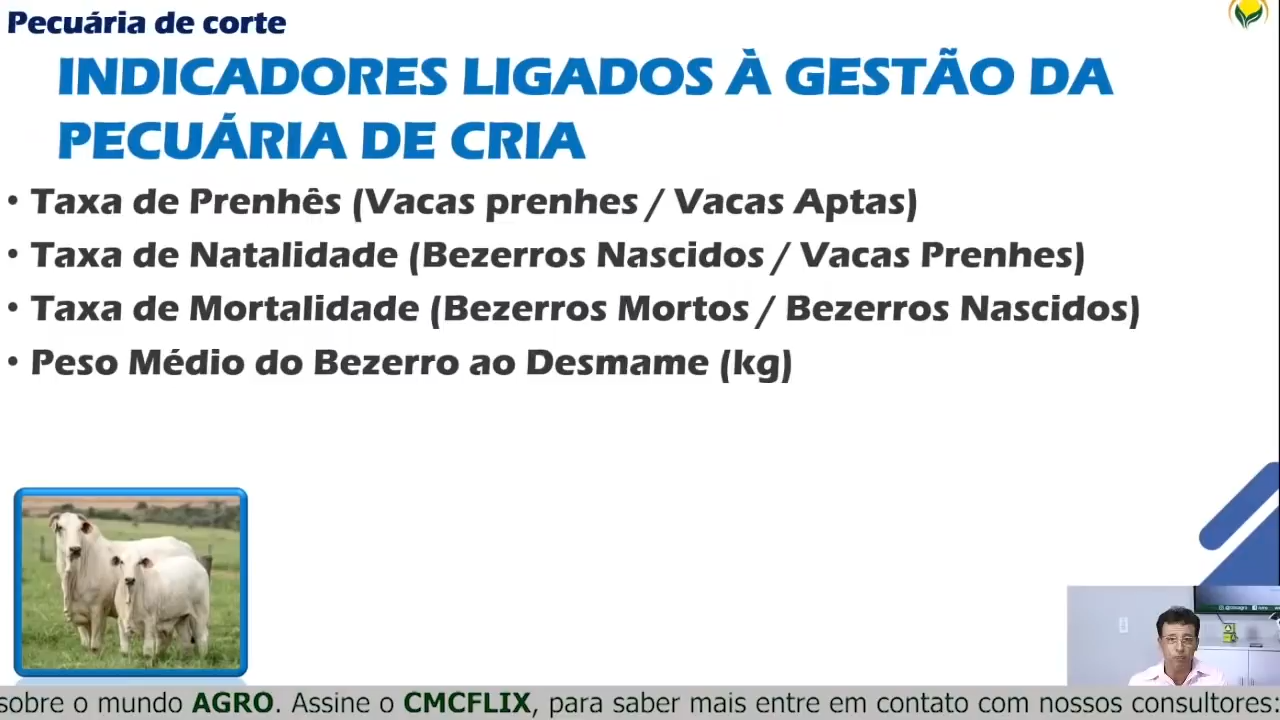 Pecuária de corte
INDICADORES LIGADOS À GESTÃO DA
PECUÁRIA DE CRIA
• Taxa de Prenhês (Vacas prenhes / Vacas Aptas)
• Taxa de Natalidade (Bezerros Nascidos / Vacas Prenhes)
• Taxa de Mortalidade (Bezerros Mortos / Bezerros Nascidos)
• Peso Médio do Bezerro ao Desmame (kg)
sobre o mundo AGRO. Assine o CMCFLIX, para saber mais entre em contato com nossos consultores.